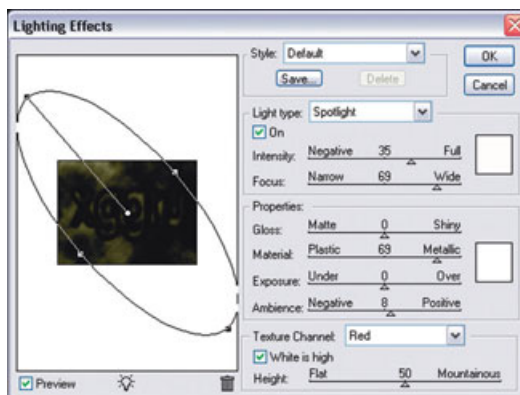 Lighting Effects
Style: Default
OK
Save...
Delete
Cancel
Light type: Spotlight
On
Intensity: Negative 35 Full
Focus: Narrow 69 Wide
Properties:
Gloss: Matte 0 Shiny
Material: Plastic 69 Metallic
Exposure: Under 0 Over
Ambience: Negative 8 Positive
Texture Channel: Red
White is high
Height: Flat 50 Mountainous
Preview